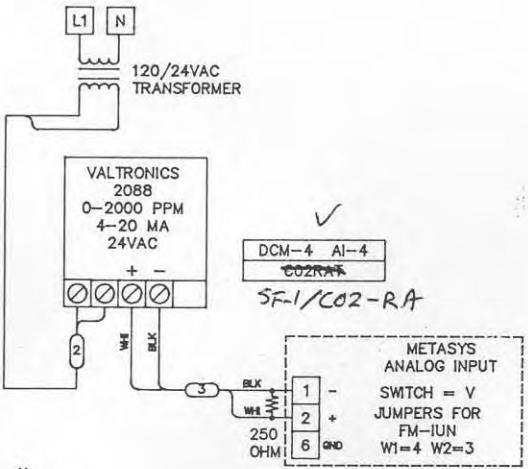 L1 N
120/24VAC
TRANSFORMER
VALTRONICS
2088
0-2000 PPM
4-20 MA
24VAC
+ -
DCM-4 AI-4
CO2RAT
SF-1/CO2-RA
2
WHI
BLK
METASYS
ANALOG INPUT
3
BLK
1 -
SWITCH = V
WHI
2 +
JUMPERS FOR
FM-IUN
250
OHM
6 GND
W1=4 W2=3